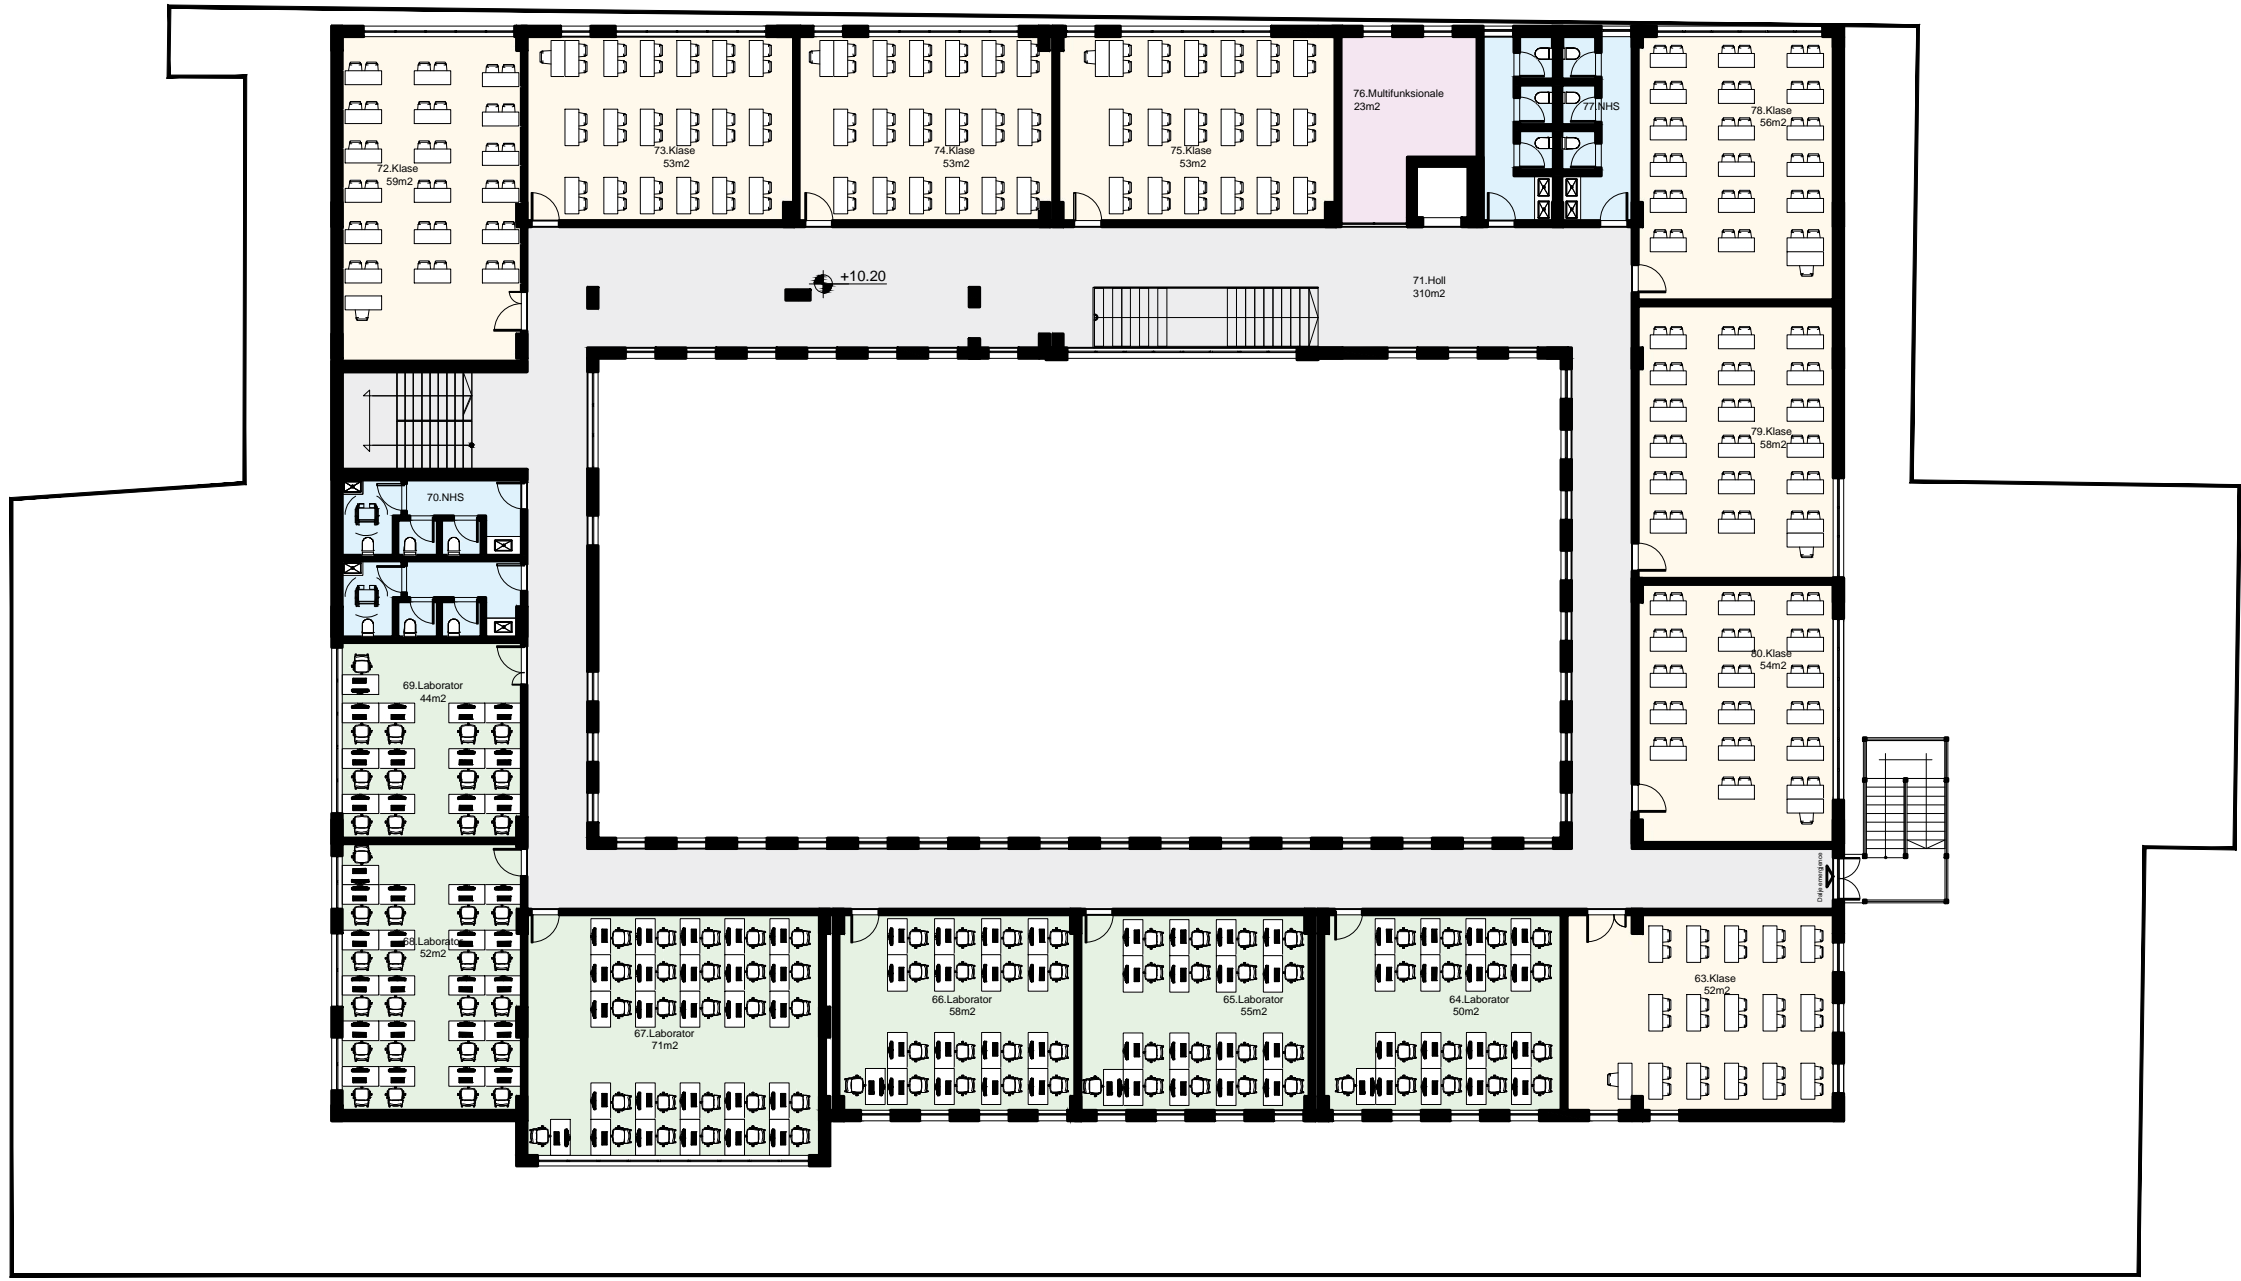 76.Multifunksionale
23m2
77.NHS
78.Klase
56m2
73.Klase
53m2
74.Klase
53m2
75.Klase
53m2
72.Klase
59m2
+10.20
71.Holl
310m2
79.Klase
58m2
70.NHS
80.Klase
54m2
69.Laborator
44m2
Dalje emergjence
68.Laborator
52m2
63.Klase
52m2
66.Laborator
58m2
65.Laborator
55m2
64.Laborator
50m2
67.Laborator
71m2